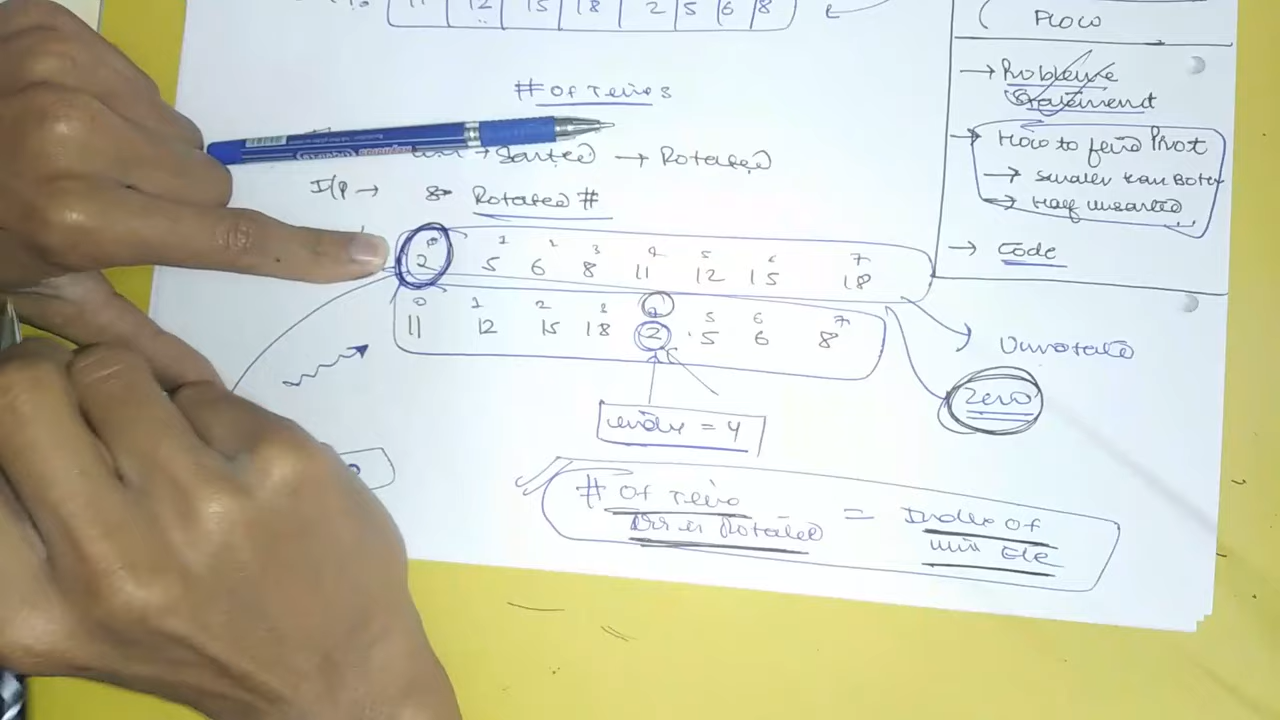 11 12 15 18 2 5 6 8
Flow
# of times
→ Sorted → Rotated
I/p → 8 Rotated #
0 1 2 3 4 5 6 7
2 5 6 8 11 12 15 18
0 1 2 3 4 5 6 7
11 12 15 18 2 5 6 8
Unrotated
Zero
index = 4
# of time
arr is Rotated = Index of
min Ele
→ Problem
Statement
→ How to find Pivot
→ smaller than Both
→ Half unsorted
→ Code